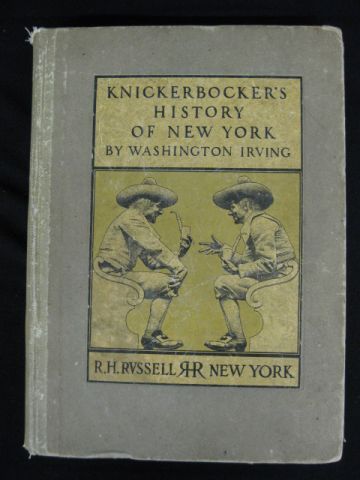 KNICKERBOCKER'S
HISTORY
OF NEW YORK
BY WASHINGTON IRVING
R.H. RVSSELL RHR NEW YORK